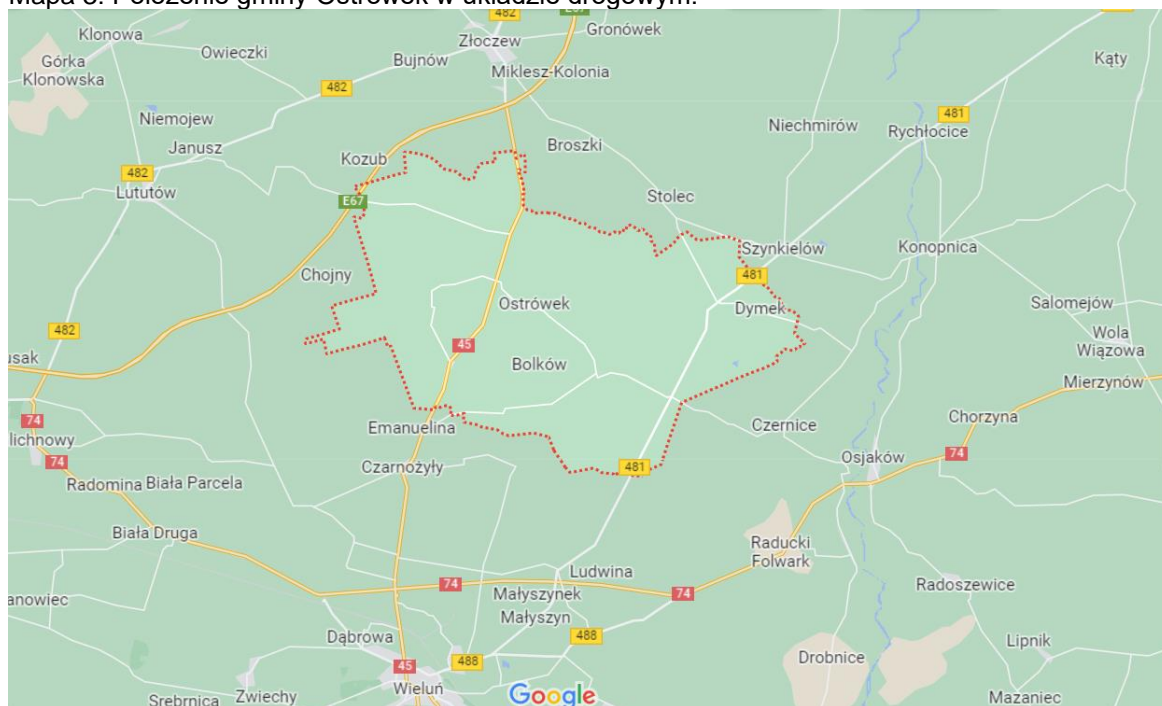 Mapa 3. Położenie gminy Ostrówek w układzie drogowym.
482
E67
Klonowa
Złoczew
Gronówek
Owieczki
Bujnów
Górka
Klonowska
Miklesz-Kolonia
Kąty
482
Niemojew
481
Niechmirów
Rychłocice
Janusz
Broszki
Kozub
482
Lututów
E67
Stolec
Szynkielów
Konopnica
Chojny
481
Ostrówek
Dymek
Salomejów
482
Wola
Wiązowa
45
Bolków
Mierzynów
74
Emanuelina
Czernice
Chorzyna
lichnowy
74
Czarnożyły
481
Osjaków
74
Radomina
Biała Parcela
Biała Druga
Raducki
Folwark
Ludwina
74
Małyszynek
74
Radoszewice
anowiec
Małyszyn
Dąbrowa
488
Lipnik
45
488
Drobnice
Wieluń
Srebrnica
Zwiechy
Google
Mazaniec